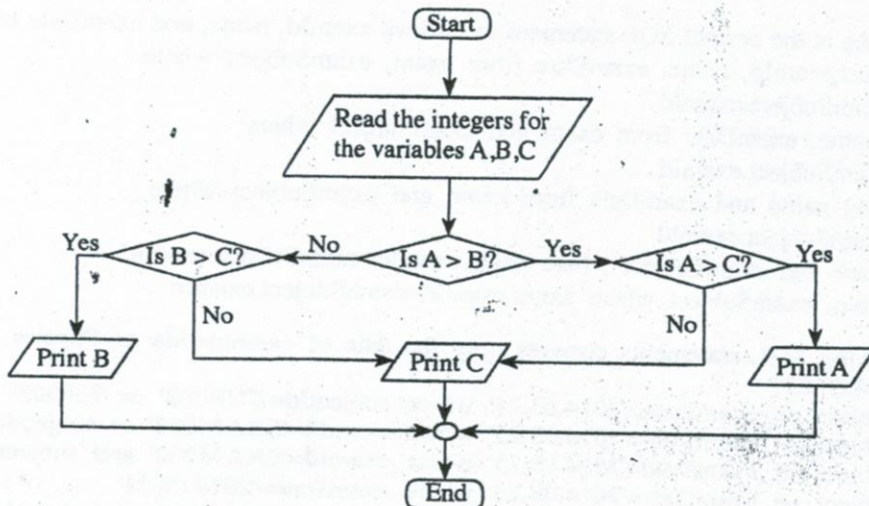 Start
Read the integers for
the variables A,B,C
Yes
Is B > C?
No
Is A > B?
Yes
Is A > C?
Yes
No
No
Print B
Print C
Print A
End